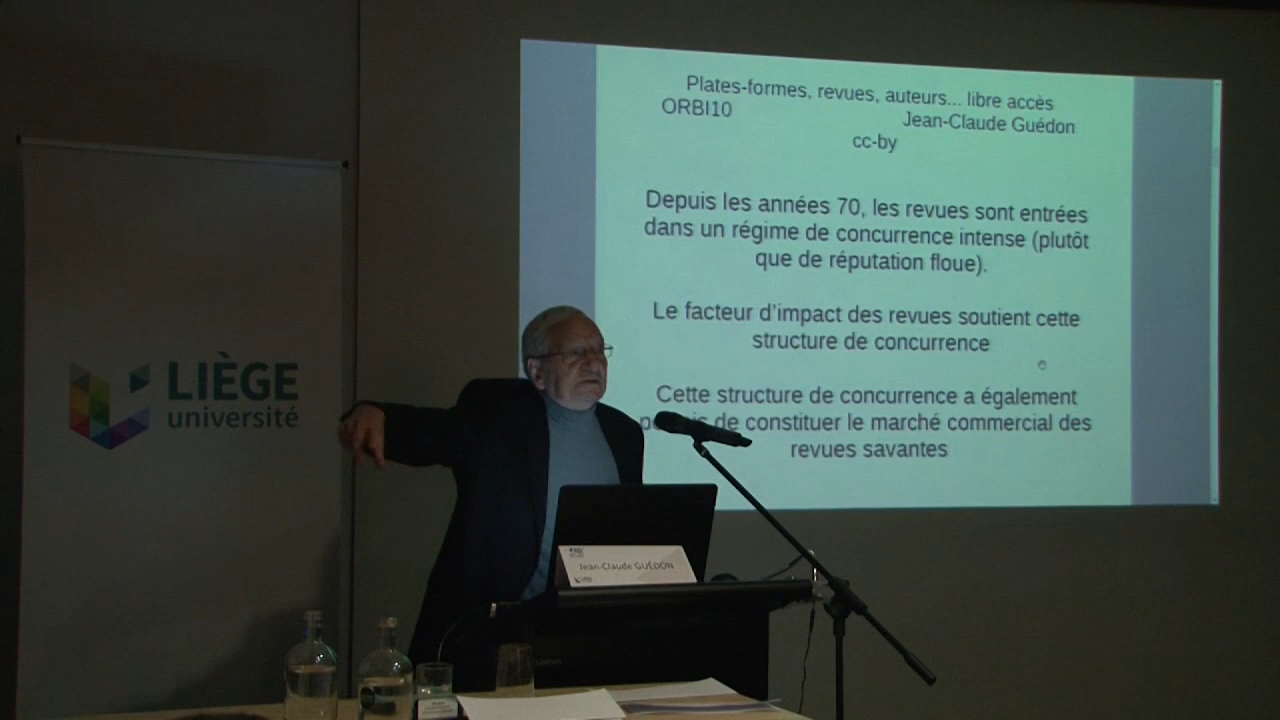 LIÈGE
université
Plates-formes, revues, auteurs... libre accès
ORBI10 Jean-Claude Guédon
cc-by
Depuis les années 70, les revues sont entrées
dans un régime de concurrence intense (plutôt
que de réputation floue).
Le facteur d'impact des revues soutient cette
structure de concurrence
Cette structure de concurrence a également
de constituer le marché commercial des
revues savantes
Jean-Claude GUÉDON